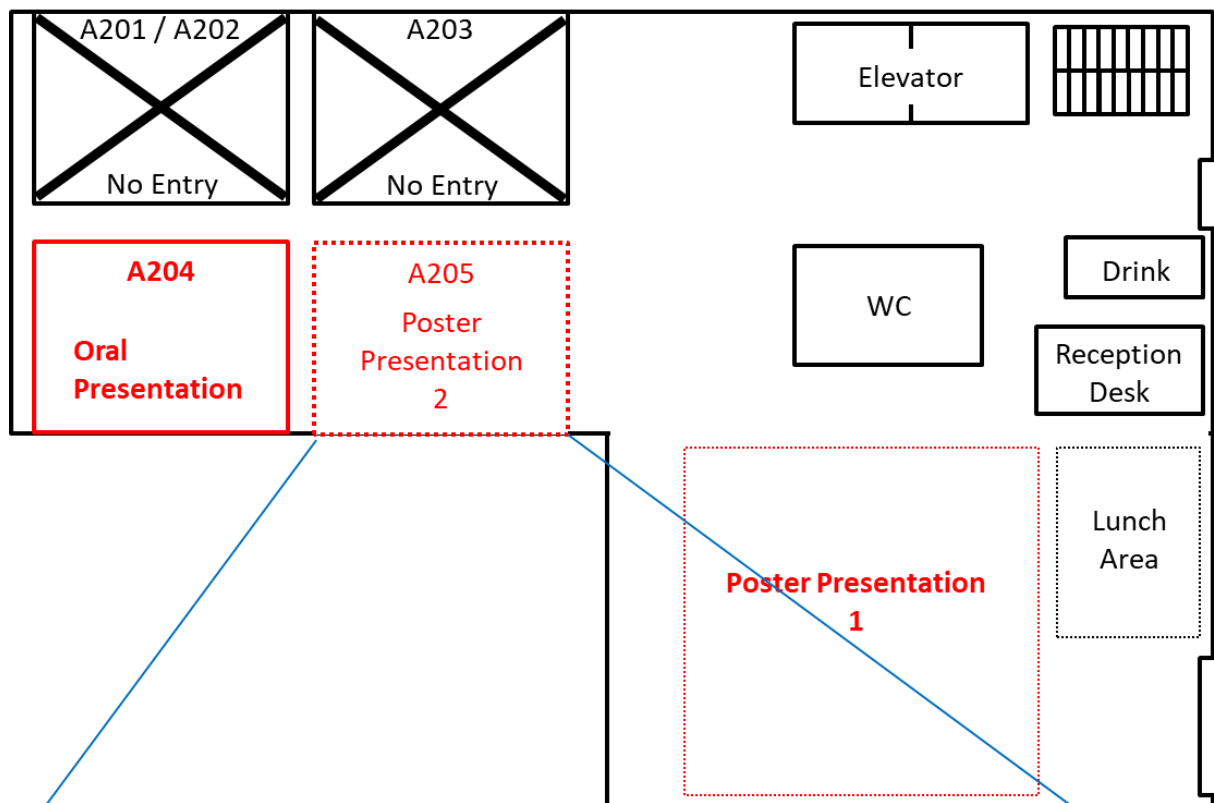 A201 / A202
No Entry
A203
No Entry
Elevator
A204
Oral
Presentation
A205
Poster
Presentation
2
WC
Drink
Reception
Desk
Poster Presentation
1
Lunch
Area